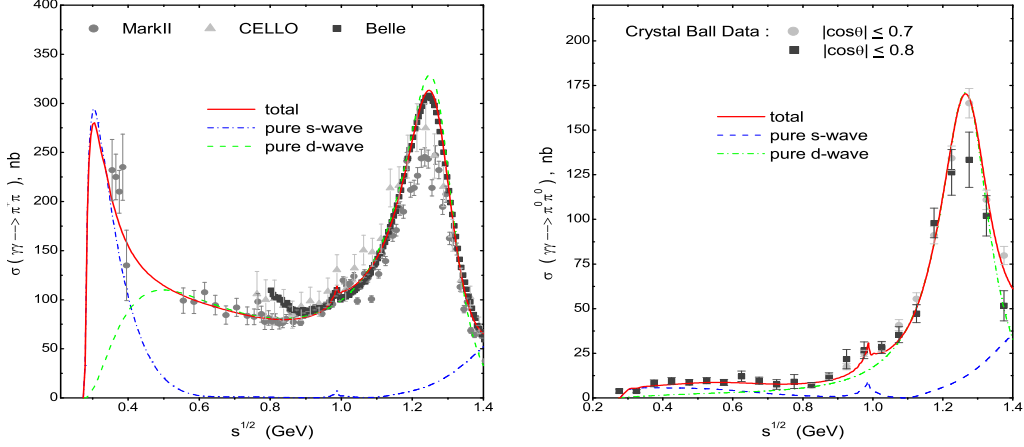 MarkII CELLO Belle
total
pure s-wave
pure d-wave
σ ( γγ —> π⁺π⁻ ), nb
400
350
300
250
200
150
100
50
0
0.4 0.6 0.8 1.0 1.2 1.4
s^1/2 (GeV)
Crystal Ball Data : |cosθ| ≤ 0.7
|cosθ| ≤ 0.8
total
pure s-wave
pure d-wave
σ ( γγ —> π⁰π⁰ ), nb
200
175
150
125
100
75
50
25
0
0.2 0.4 0.6 0.8 1.0 1.2 1.4
s^1/2 (GeV)